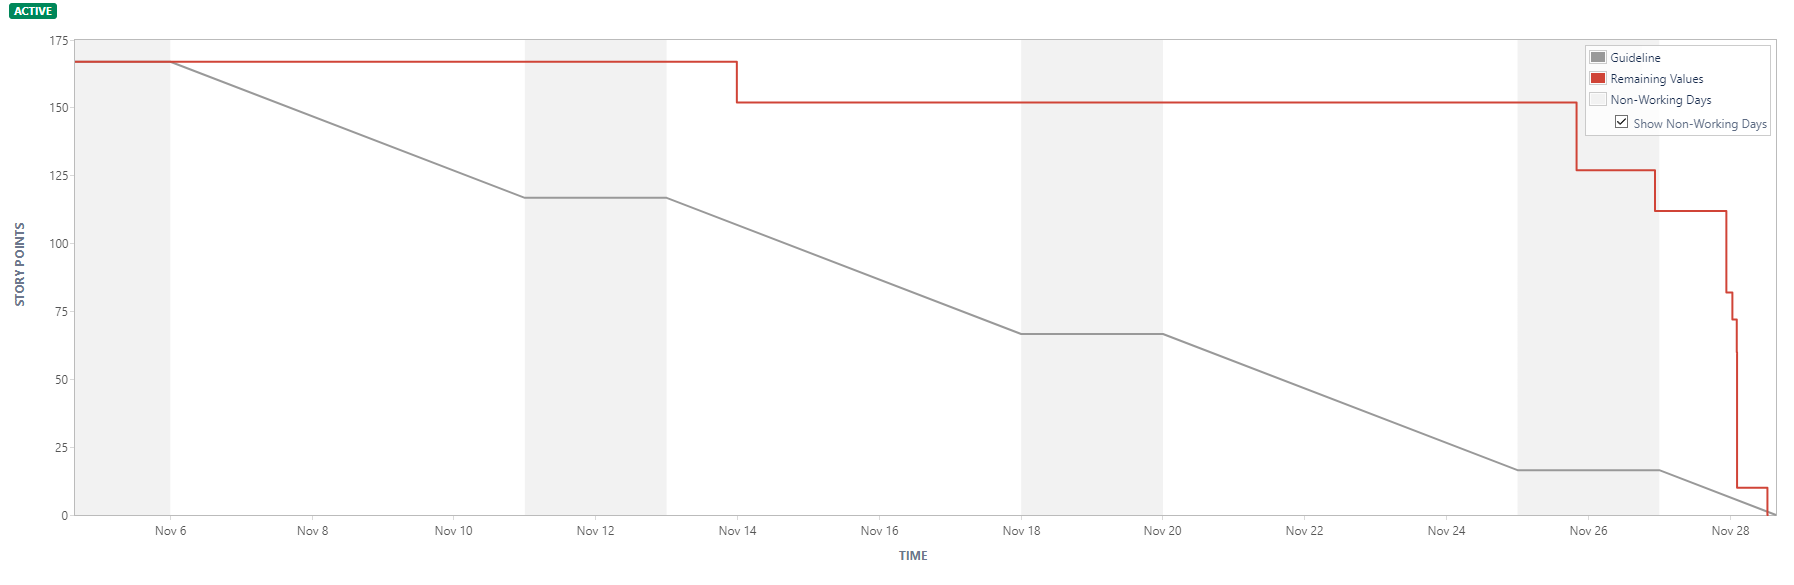 ACTIVE
175
150
125
100
75
50
25
0
STORY POINTS
Guideline
Remaining Values
Non-Working Days
Show Non-Working Days
Nov 6 Nov 8 Nov 10 Nov 12 Nov 14 Nov 16 Nov 18 Nov 20 Nov 22 Nov 24 Nov 26 Nov 28
TIME